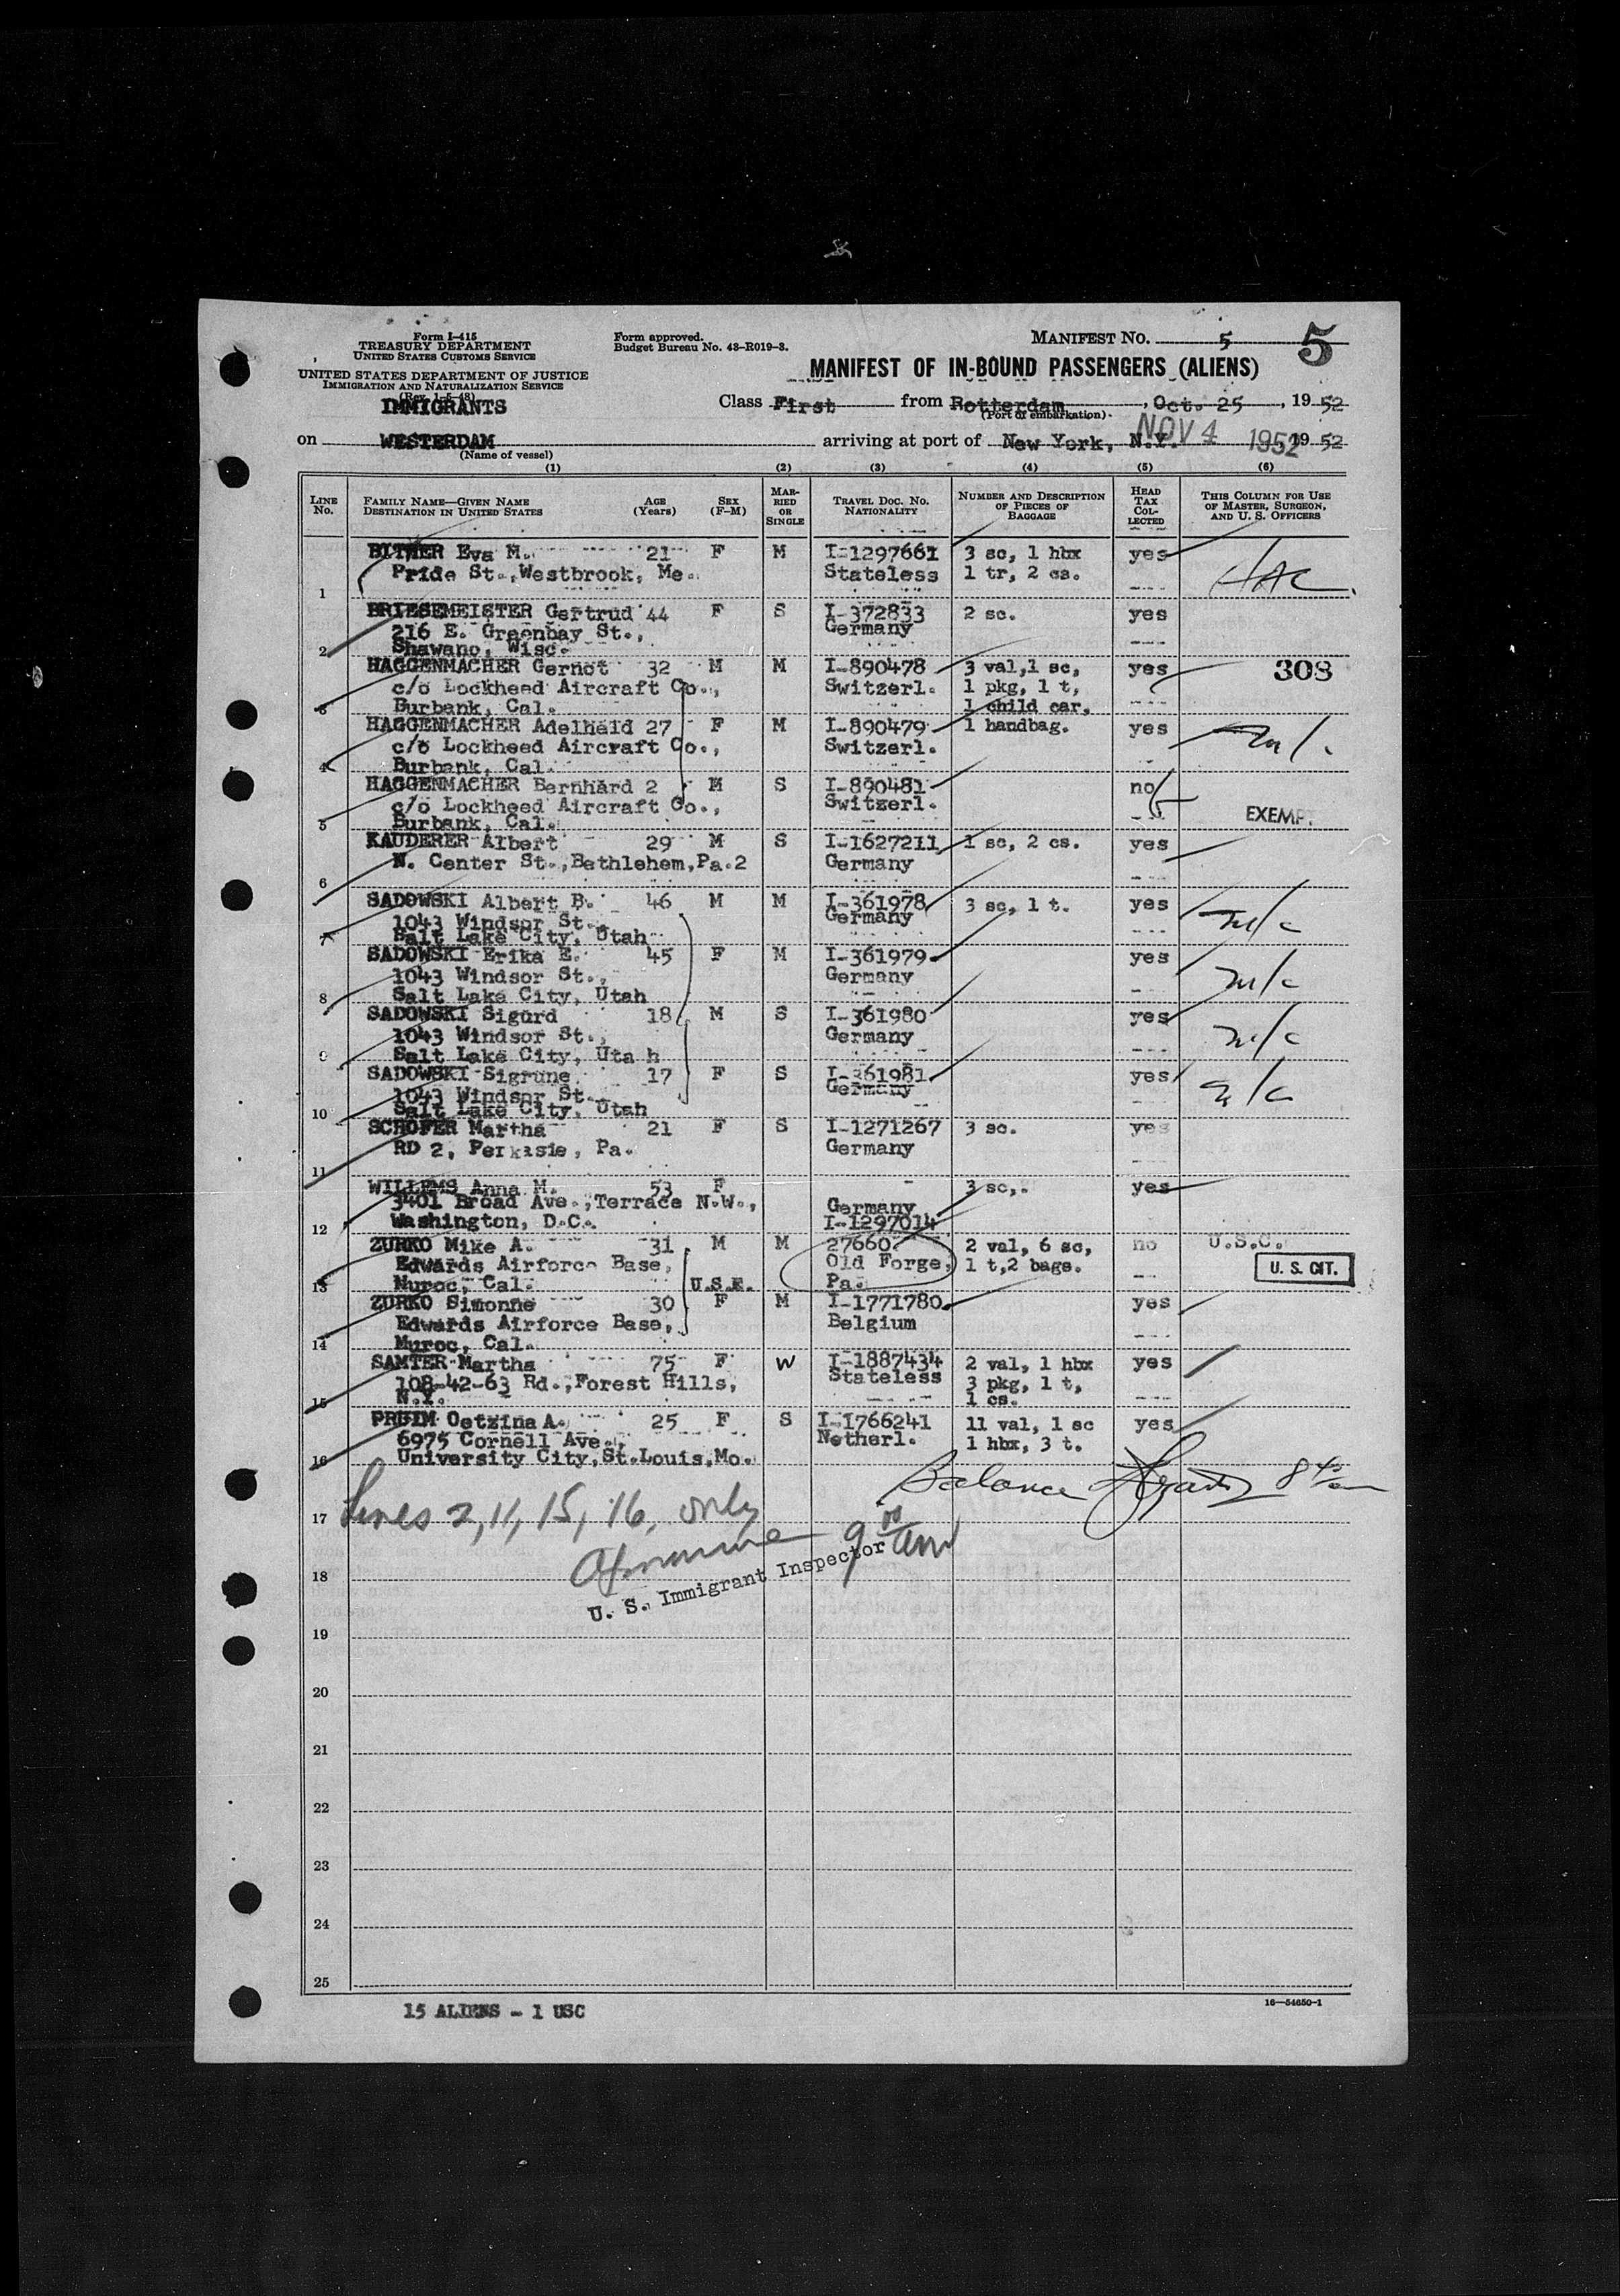 Form I-415
TREASURY DEPARTMENT
UNITED STATES CUSTOMS SERVICE
UNITED STATES DEPARTMENT OF JUSTICE
IMMIGRATION AND NATURALIZATION SERVICE
(Rev. 1-5-48)
IMMIGRANTS
Form approved.
Budget Bureau No. 43-R019-3.
MANIFEST NO. 5 5
MANIFEST OF IN-BOUND PASSENGERS (ALIENS)
Class First from Rotterdam, Oct. 25, 1952
(Port of embarkation)
on WESTERDAM arriving at port of New York, N.Y. NOV 4 1952, 1952
(Name of vessel)
(1) (2) (3) (4) (5) (6)
LINE No. FAMILY NAME—GIVEN NAME DESTINATION IN UNITED STATES AGE (Years) SEX (F-M) MARRIED OR SINGLE TRAVEL DOC. NO. NATIONALITY NUMBER AND DESCRIPTION OF PIECES OF BAGGAGE HEAD TAX COLLECTED THIS COLUMN FOR USE OF MASTER, SURGEON, AND U. S. OFFICERS
BITHER Eva M. 21 F M I-1297661 3 sc, 1 hbx yes
Pride St., Westbrook, Me. Stateless 1 tr, 2 cs.
1
BRIESEMEISTER Gertrud 44 F S I-372833 2 sc. yes
216 E. Greenbay St., Germany
2 Shawano, Wisc.
HAGGENMACHER Gernot 32 M M I-890478 3 val,1 sc, yes 308
c/o Lockheed Aircraft Co., Switzerl. 1 pkg, 1 t,
3 Burbank, Cal. 1 child car.
HAGGENMACHER Adelheid 27 F M I-890479 1 handbag. yes
c/o Lockheed Aircraft Co., Switzerl.
4 Burbank, Cal.
HAGGENMACHER Bernhard 2 M S I-890481 no
c/o Lockheed Aircraft Co., Switzerl. EXEMPT
5 Burbank, Cal.
KAUDERER Albert 29 M S I-1627211 1 sc, 2 cs. yes
N. Center St., Bethlehem, Pa.2 Germany
6
SADOWSKI Albert B. 46 M M I-361978 3 sc, 1 t. yes
1043 Windsor St., Germany
7 Salt Lake City, Utah
SADOWSKI Erika E. 45 F M I-361979 yes
1043 Windsor St., Germany
8 Salt Lake City, Utah
SADOWSKI Sigurd 18 M S I-361980 yes
1043 Windsor St., Germany
9 Salt Lake City, Uta h
SADOWSKI Sigrune 17 F S I-361981 yes
1043 Windsor St. Germany
10 Salt Lake City, Utah
SCHOFER Martha 21 F S I-1271267 3 sc. yes
RD 2, Perkasie, Pa. Germany
11
WILLEMS Anna M. 53 F 3 sc,. yes
3401 Broad Ave., Terrace N.W., Germany
12 Washington, D.C. I-1297014
ZURKO Mike A. 31 M M 27660 2 val, 6 sc, no U.S.C.
Edwards Airforce Base, Old Forge, 1 t,2 bags. U. S. CIT.
13 Muroc, Cal. Pa.
ZURKO Simonne 30 F M I-1771780 yes
Edwards Airforce Base, Belgium
14 Muroc, Cal.
SAMTER Martha 75 F W I-1887434 2 val, 1 hbx yes
108-42-63 Rd., Forest Hills, Stateless 3 pkg, 1 t,
15 N.Y. 1 cs.
PRUIM Oetzina A. 25 F S I-1766241 11 val, 1 sc yes
6975 Cornell Ave., Netherl. 1 hbx, 3 t.
16 University City, St.Louis, Mo.
Balance
17 Lines 2, 11, 15, 16, only
9 00 am
18 U. S. Immigrant Inspector
19
20
21
22
23
24
25
15 ALIENS - 1 USC
16—54650-1